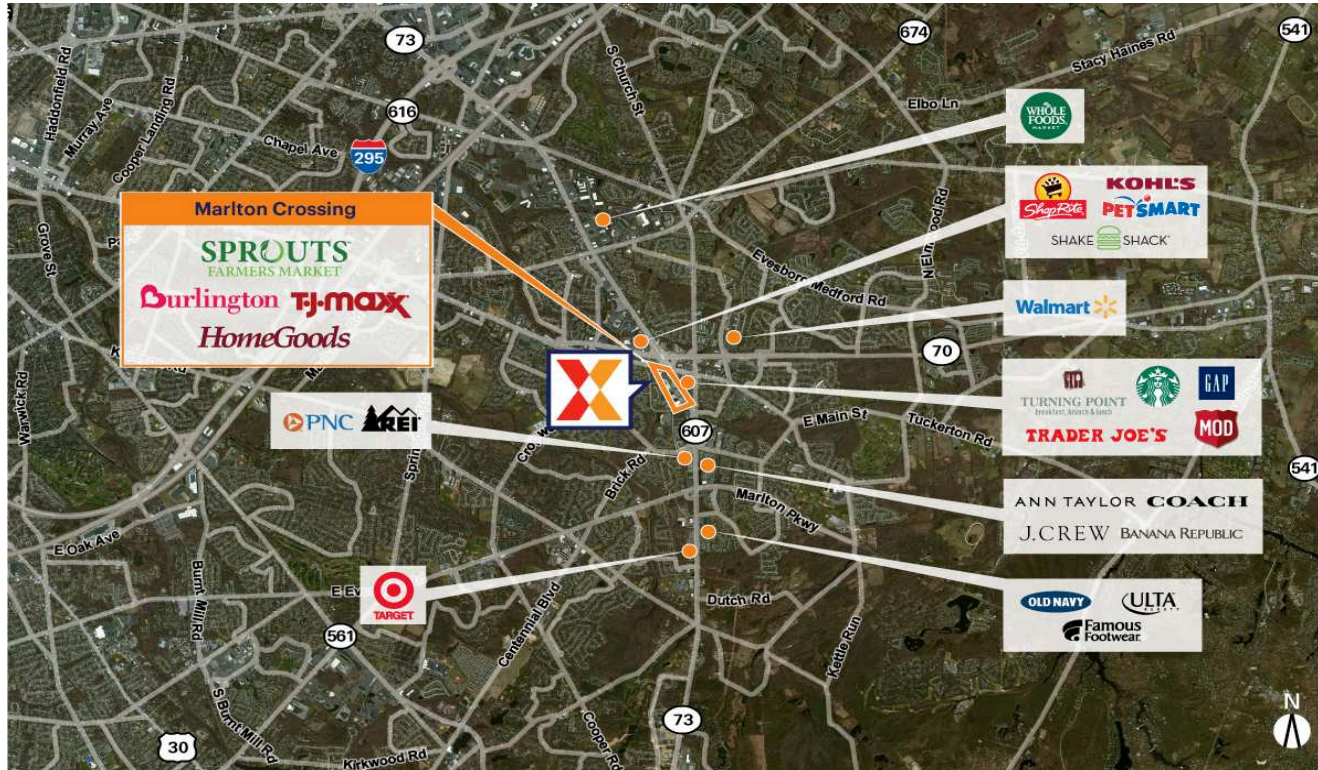 73
674
541
Haddonfield Rd
Murray Ave
Cooper Landing Rd
S Church St
Stacy Haines Rd
616
Elbo Ln
Chapel Ave
295
WHOLE
FOODS
MARKET
Marlton Crossing
SPROUTS
FARMERS MARKET
Burlington T•J•maxx
HomeGoods
ShopRite
KOHL'S
PETSMART
SHAKE SHACK
Grove St
N Elmwood Rd
Evesboro Medford Rd
Walmart
70
Warwick Rd
TURNING POINT
breakfast, brunch & lunch
GAP
TRADER JOE'S
MOD
E Main St
Tuckerton Rd
PNC REI
607
541
Brick Rd
Marlton Pkwy
ANN TAYLOR COACH
J.CREW BANANA REPUBLIC
E Oak Ave
Burnt Mill Rd
TARGET
Dutch Rd
OLD NAVY
ULTA
BEAUTY
Famous
Footwear
561
Centennial Blvd
Kettle Run
S Burnt Mill Rd
Cooper Rd
73
30
Kirkwood Rd
N